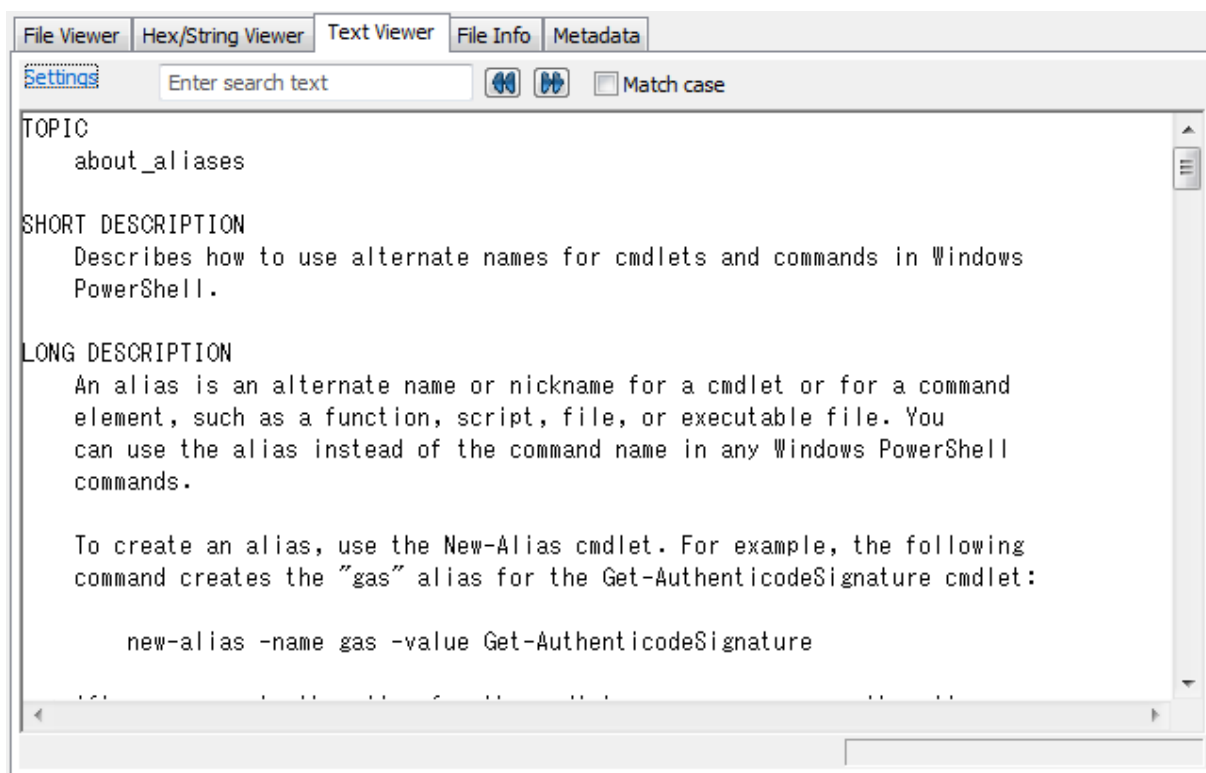 File Viewer Hex/String Viewer Text Viewer File Info Metadata
Settings Enter search text Match case
TOPIC
about_aliases
SHORT DESCRIPTION
Describes how to use alternate names for cmdlets and commands in Windows
PowerShell.
LONG DESCRIPTION
An alias is an alternate name or nickname for a cmdlet or for a command
element, such as a function, script, file, or executable file. You
can use the alias instead of the command name in any Windows PowerShell
commands.
To create an alias, use the New-Alias cmdlet. For example, the following
command creates the "gas" alias for the Get-AuthenticodeSignature cmdlet:
new-alias -name gas -value Get-AuthenticodeSignature